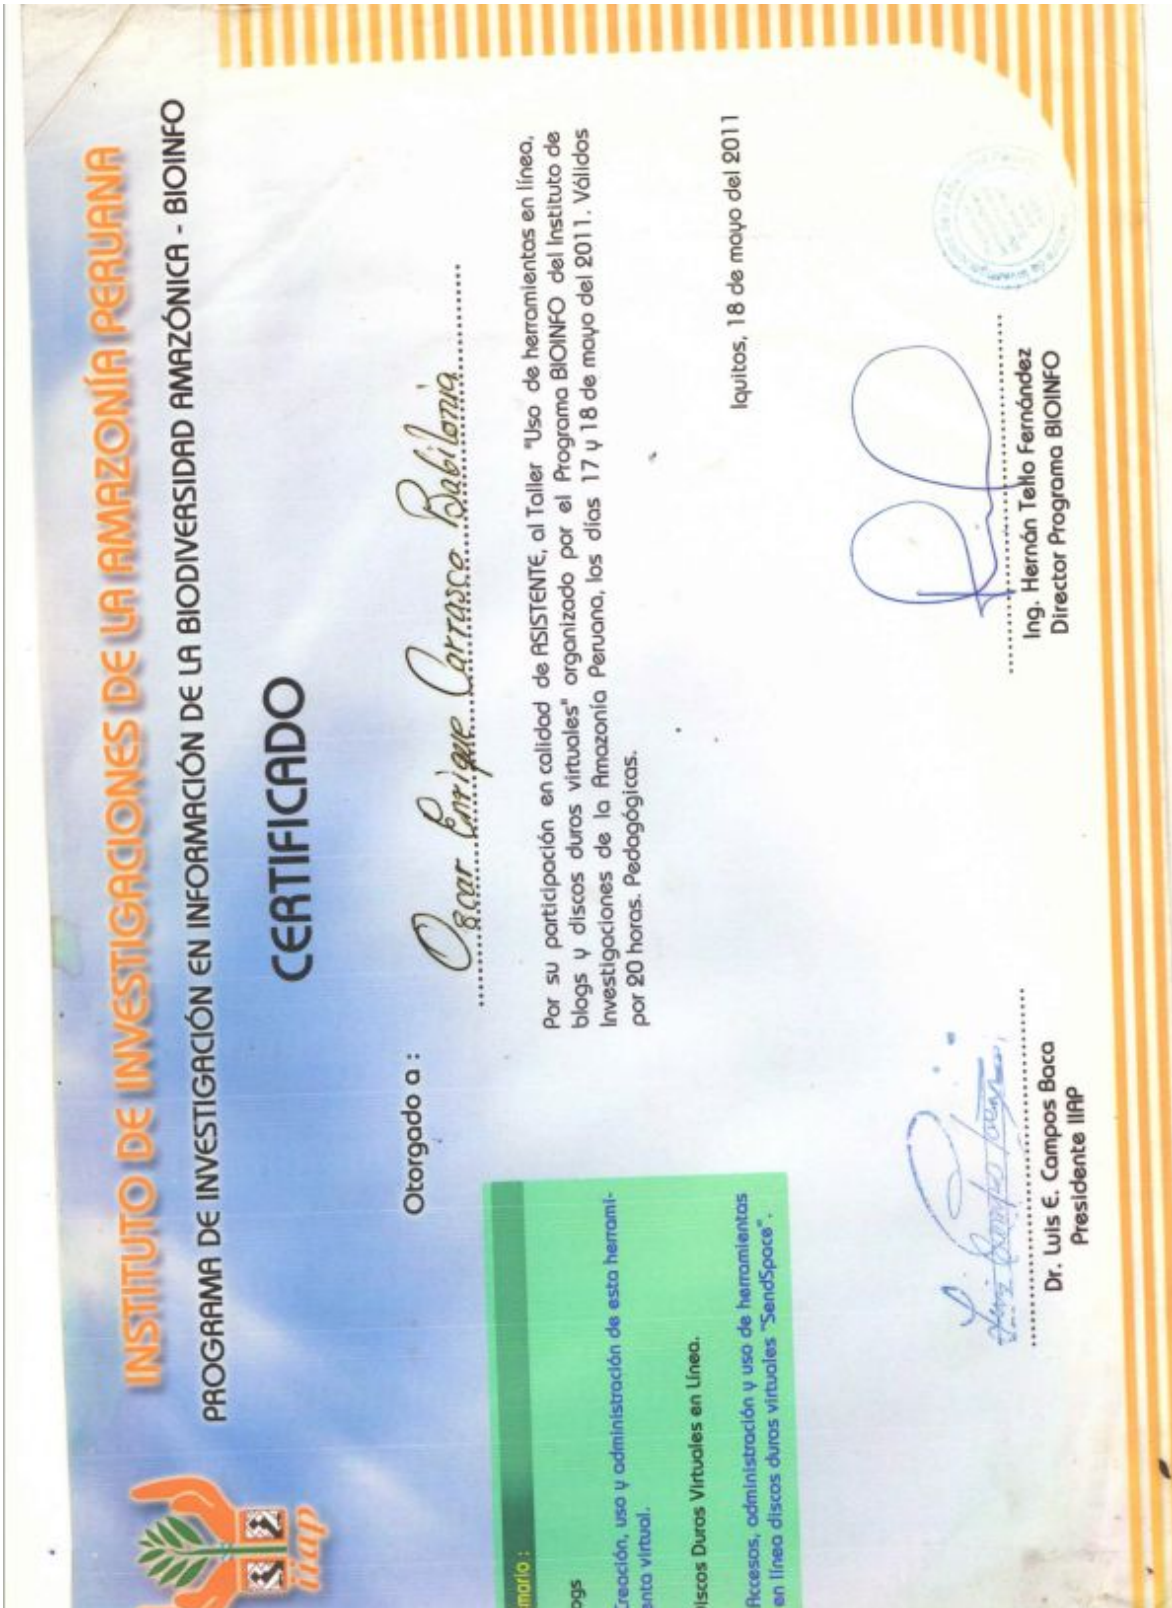 INSTITUTO DE INVESTIGACIONES DE LA AMAZONÍA PERUANA
PROGRAMA DE INVESTIGACIÓN EN INFORMACIÓN DE LA BIODIVERSIDAD AMAZÓNICA - BIOINFO
iiap
CERTIFICADO
Otorgado a :
Oscar Enrique Carrasco Babilonia
Por su participación en calidad de ASISTENTE, al Taller "Uso de herramientas en línea,
blogs y discos duros virtuales" organizado por el Programa BIOINFO del Instituto de
Investigaciones de la Amazonía Peruana, los días 17 y 18 de mayo del 2011. Válidos
por 20 horas. Pedagógicas.
Iquitos, 18 de mayo del 2011
mario :
ogs
Creación, uso y administración de esta herrami-
enta virtual.
iscos Duros Virtuales en Línea.
Accesos, administración y uso de herramientas
en línea discos duros virtuales "SendSpace".
Dr. Luis E. Campos Baca
Presidente IIAP
Ing. Hernán Tello Fernández
Director Programa BIOINFO